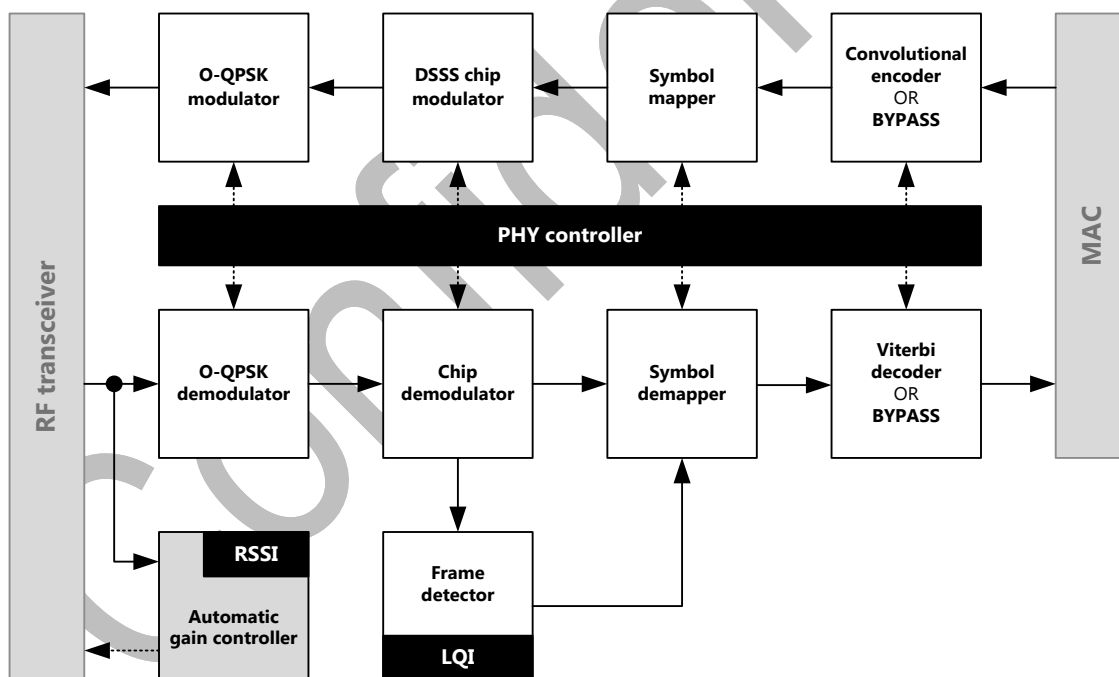 O-QPSK
modulator
DSSS chip
modulator
Symbol
mapper
Convolutional
encoder
OR
BYPASS
PHY controller
RF transceiver
MAC
O-QPSK
demodulator
Chip
demodulator
Symbol
demapper
Viterbi
decoder
OR
BYPASS
RSSI
Automatic
gain controller
Frame
detector
LQI